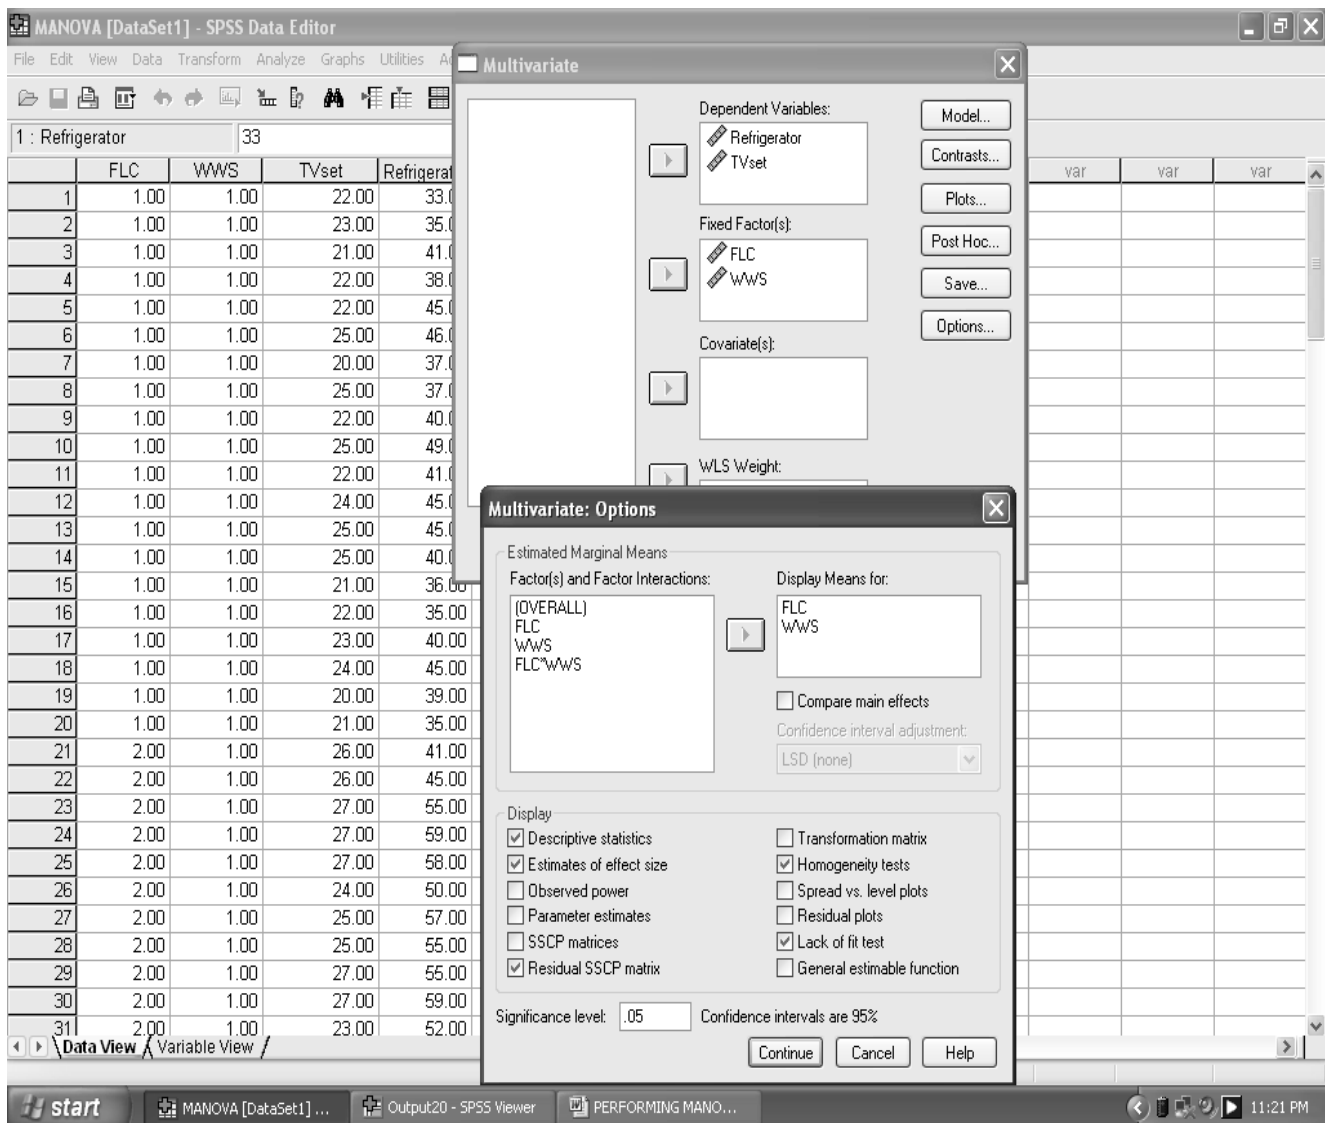 MANOVA [DataSet1] - SPSS Data Editor
File Edit View Data Transform Analyze Graphs Utilities
1 : Refrigerator 33
FLC WWS TVset Refrigerat var var var
1 1.00 1.00 22.00 33.
2 1.00 1.00 23.00 35.
3 1.00 1.00 21.00 41.
4 1.00 1.00 22.00 38.
5 1.00 1.00 22.00 45.
6 1.00 1.00 25.00 46.
7 1.00 1.00 20.00 37.
8 1.00 1.00 25.00 37.
9 1.00 1.00 22.00 40.
10 1.00 1.00 25.00 49.
11 1.00 1.00 22.00 41.
12 1.00 1.00 24.00 45.
13 1.00 1.00 25.00 45.
14 1.00 1.00 25.00 40.
15 1.00 1.00 21.00 36.00
16 1.00 1.00 22.00 35.00
17 1.00 1.00 23.00 40.00
18 1.00 1.00 24.00 45.00
19 1.00 1.00 20.00 39.00
20 1.00 1.00 21.00 35.00
21 2.00 1.00 26.00 41.00
22 2.00 1.00 26.00 45.00
23 2.00 1.00 27.00 55.00
24 2.00 1.00 27.00 59.00
25 2.00 1.00 27.00 58.00
26 2.00 1.00 24.00 50.00
27 2.00 1.00 25.00 57.00
28 2.00 1.00 25.00 55.00
29 2.00 1.00 27.00 55.00
30 2.00 1.00 27.00 59.00
31 2.00 1.00 23.00 52.00
Data View Variable View
Multivariate
Dependent Variables:
Refrigerator
TVset
Fixed Factor(s):
FLC
WWS
Covariate(s):
WLS Weight:
Model...
Contrasts...
Plots...
Post Hoc...
Save...
Options...
Multivariate: Options
Estimated Marginal Means
Factor(s) and Factor Interactions:
(OVERALL)
FLC
WWS
FLC*WWS
Display Means for:
FLC
WWS
Compare main effects
Confidence interval adjustment:
LSD (none)
Display
Descriptive statistics
Estimates of effect size
Observed power
Parameter estimates
SSCP matrices
Residual SSCP matrix
Transformation matrix
Homogeneity tests
Spread vs. level plots
Residual plots
Lack of fit test
General estimable function
Significance level: .05 Confidence intervals are 95%
Continue Cancel Help
start MANOVA [DataSet1] ... Output20 - SPSS Viewer PERFORMING MANO... 11:21 PM